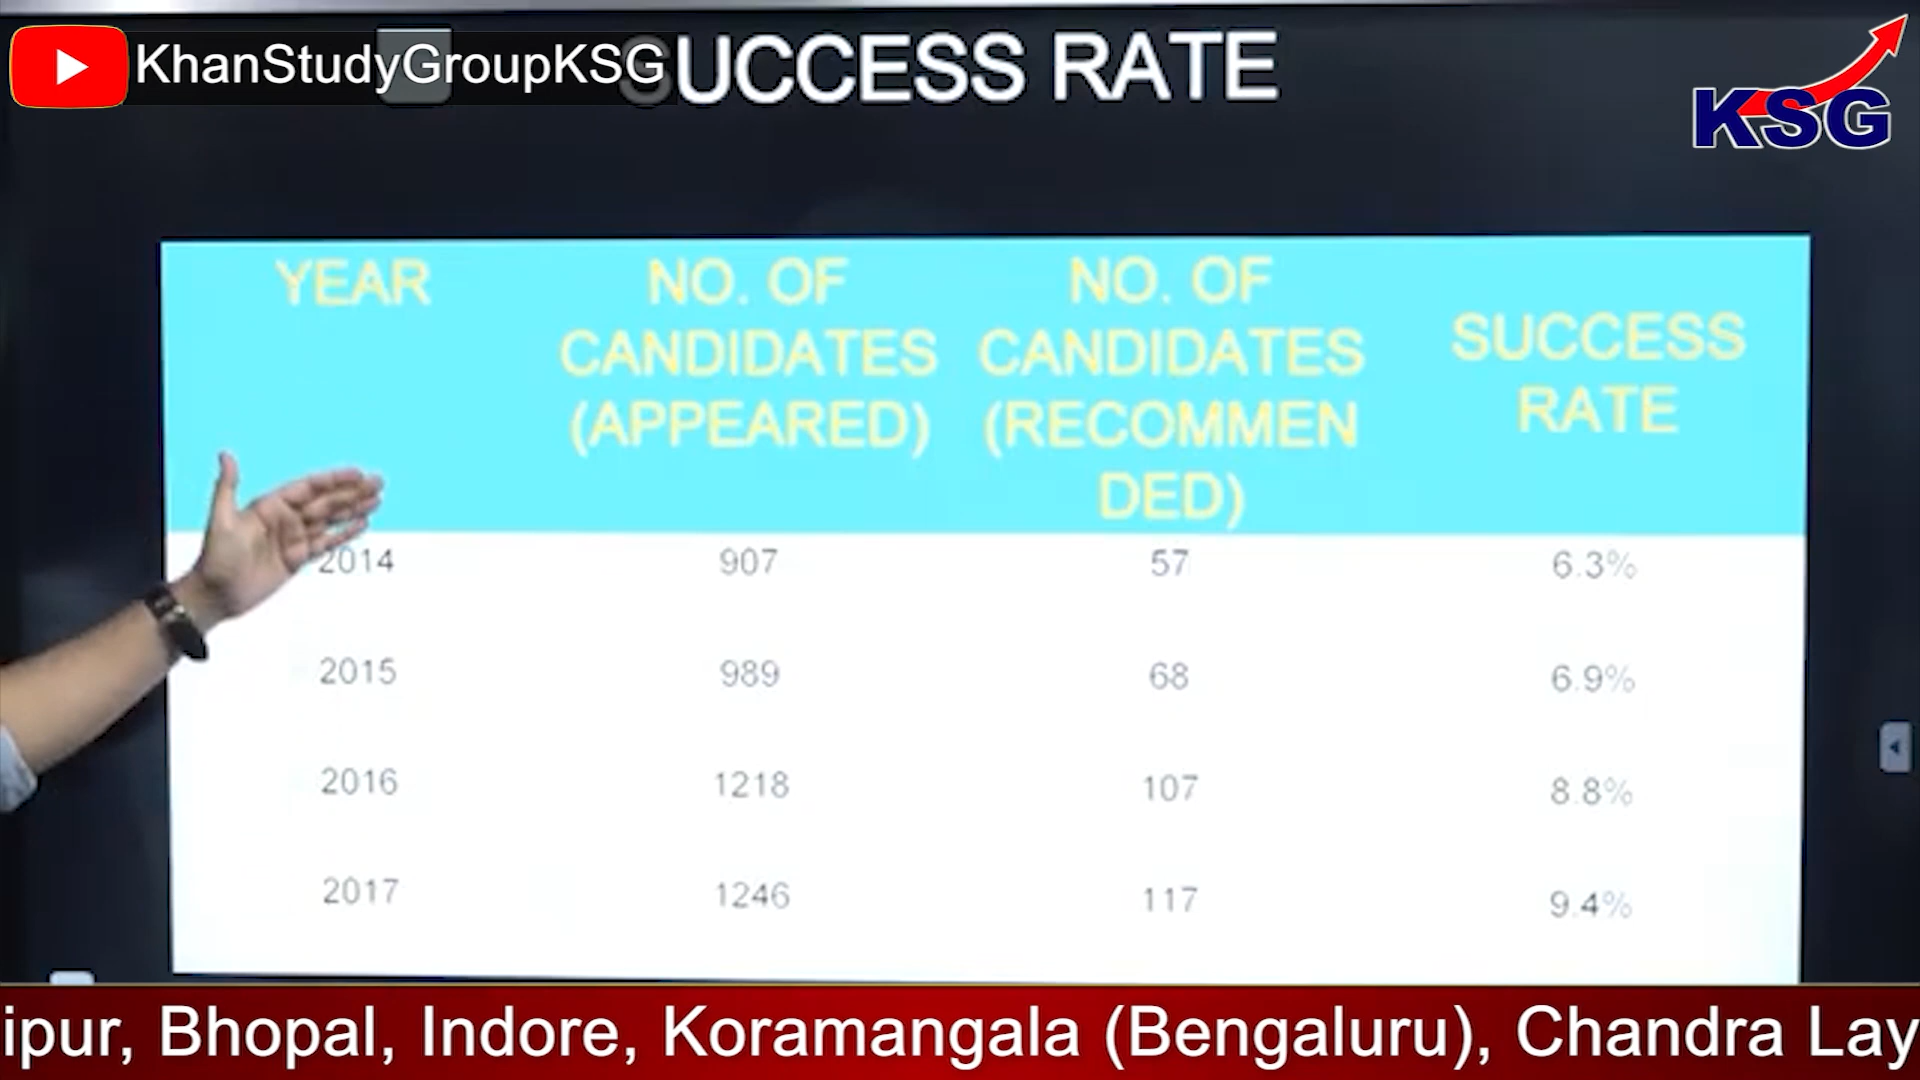 KhanStudyGroupKSG
SUCCESS RATE
KSG
YEAR
NO. OF
CANDIDATES
(APPEARED)
NO. OF
CANDIDATES
(RECOMMEN
DED)
SUCCESS
RATE
2014 907 57 6.3%
2015 989 68 6.9%
2016 1218 107 8.8%
2017 1246 117 9.4%
ipur, Bhopal, Indore, Koramangala (Bengaluru), Chandra Lay